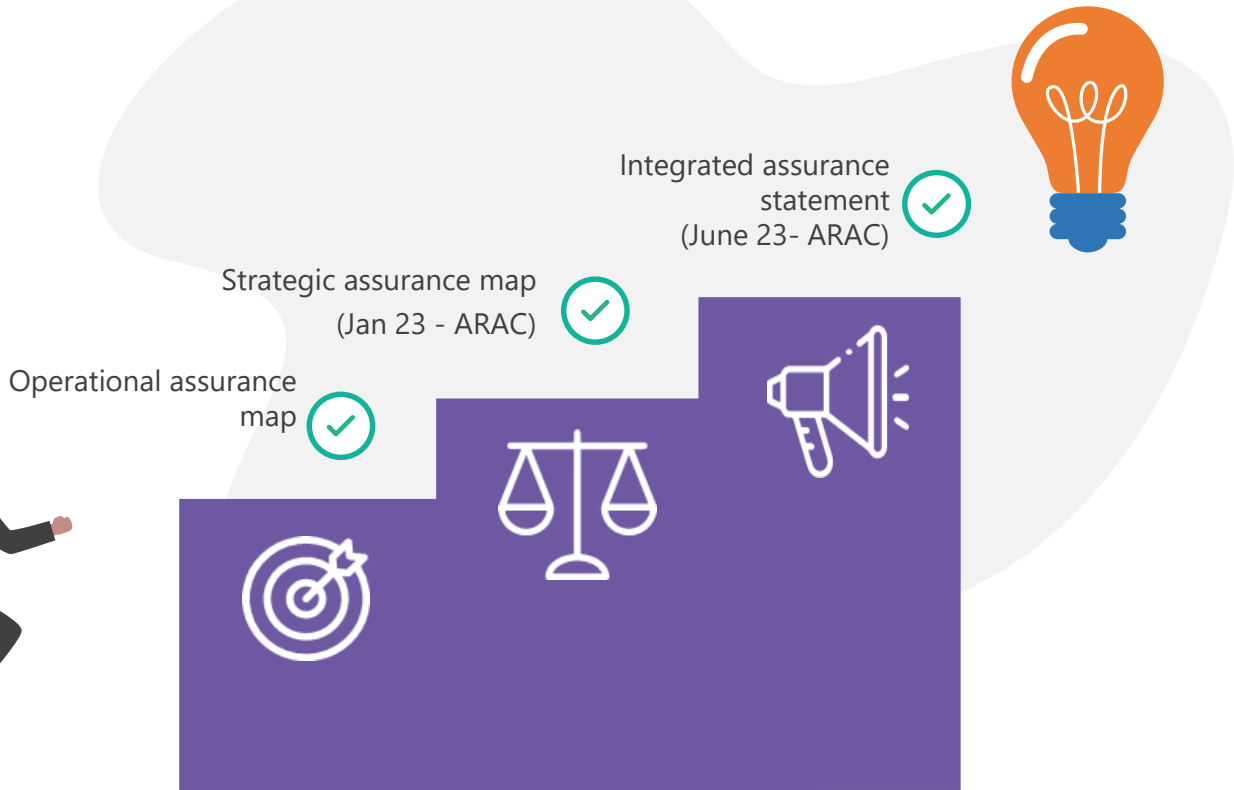 Integrated assurance
statement
(June 23- ARAC)
Strategic assurance map
(Jan 23 - ARAC)
Operational assurance
map